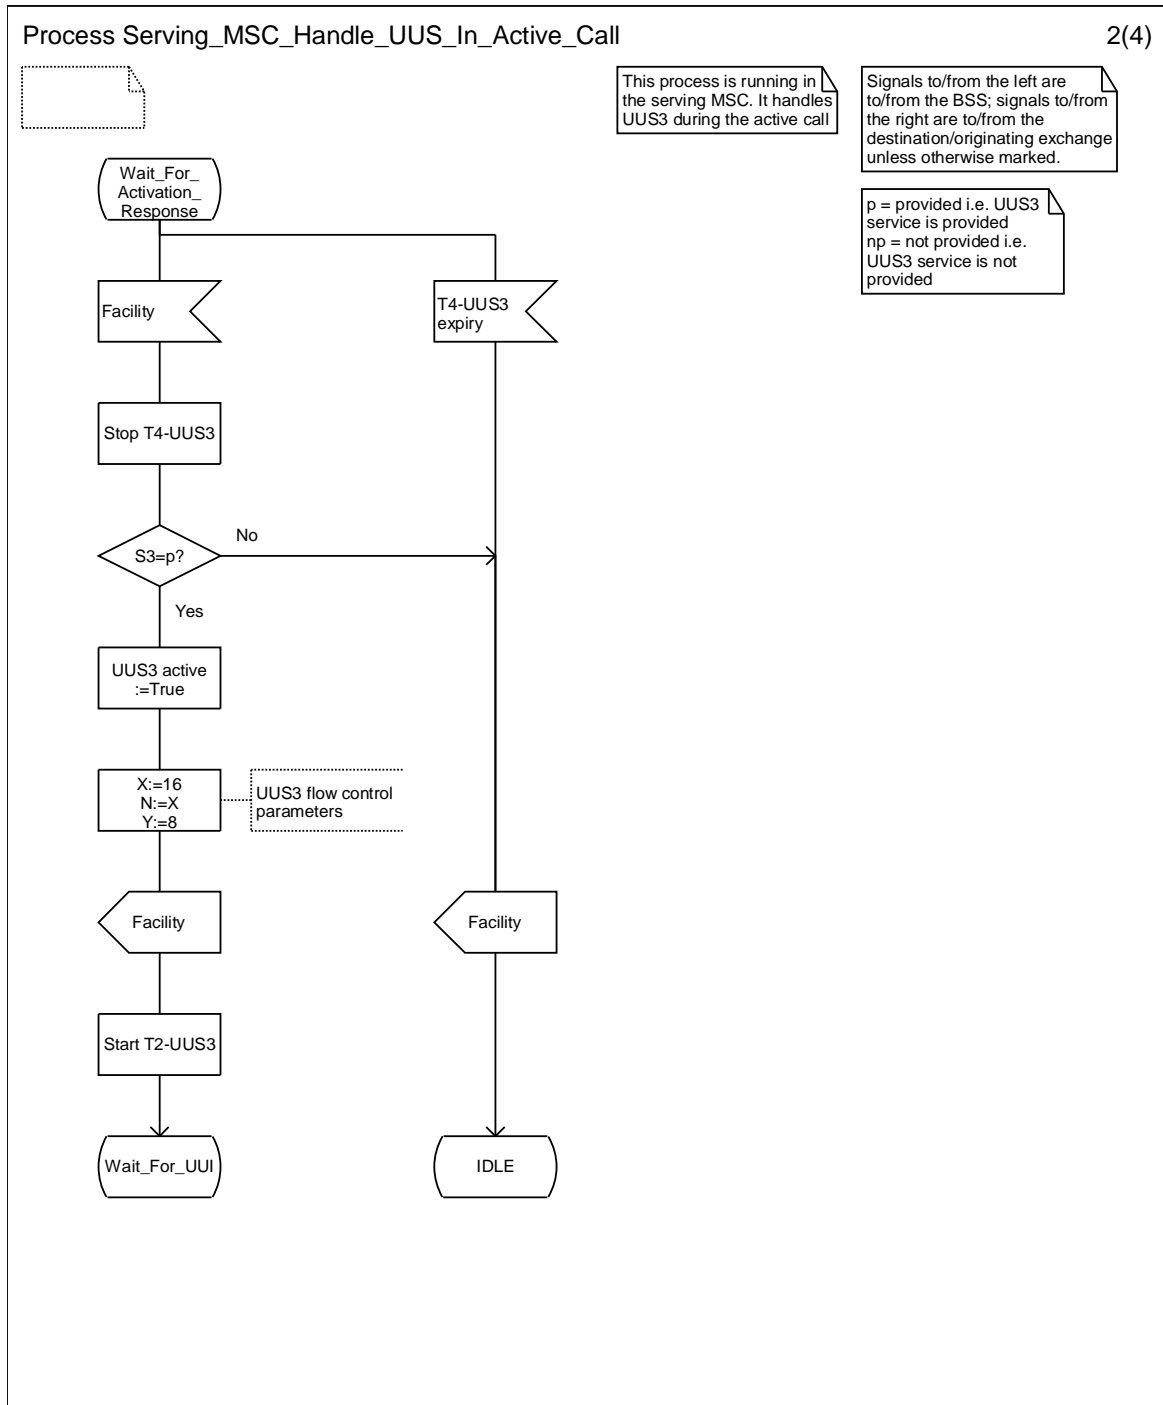 Process Serving_MSC_Handle_UUS_In_Active_Call
2(4)
This process is running in
the serving MSC. It handles
UUS3 during the active call
Signals to/from the left are
to/from the BSS; signals to/from
the right are to/from the
destination/originating exchange
unless otherwise marked.
p = provided i.e. UUS3
service is provided
np = not provided i.e.
UUS3 service is not
provided
Wait_For_
Activation_
Response
Facility
T4-UUS3
expiry
Stop T4-UUS3
S3=p?
No
Yes
UUS3 active
:=True
X:=16
N:=X
Y:=8
UUS3 flow control
parameters
Facility
Facility
Start T2-UUS3
Wait_For_UUI
IDLE